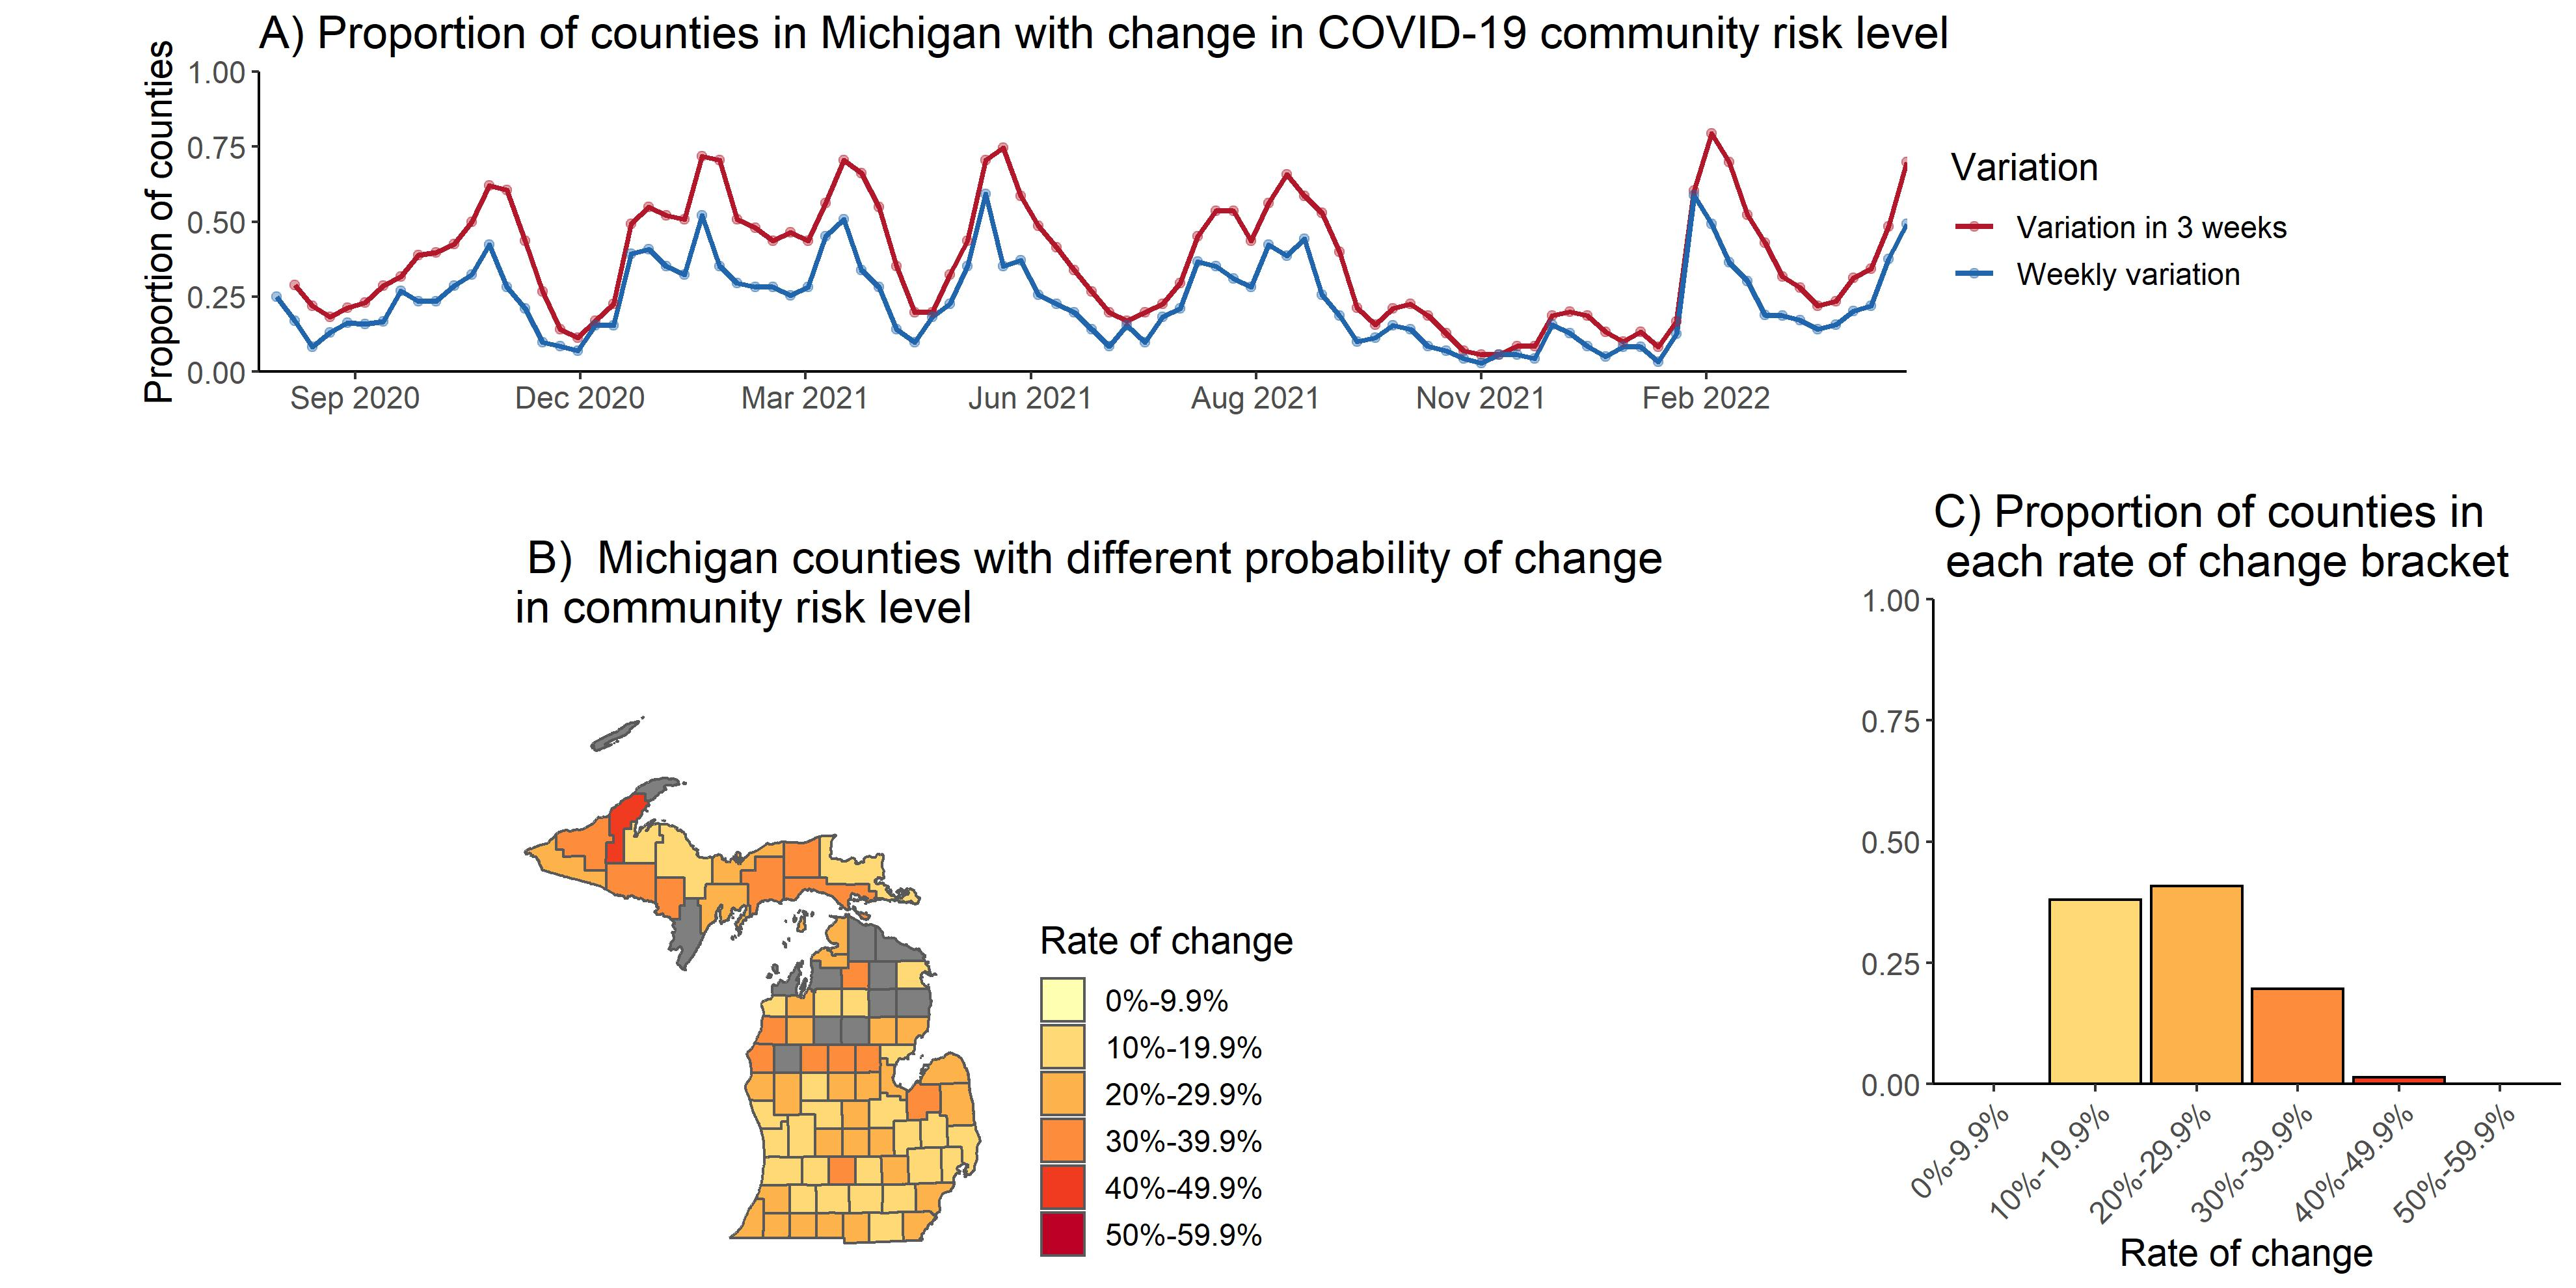 A) Proportion of counties in Michigan with change in COVID-19 community risk level
Proportion of counties
1.00
0.75
0.50
0.25
0.00
Sep 2020 Dec 2020 Mar 2021 Jun 2021 Aug 2021 Nov 2021 Feb 2022
Variation
Variation in 3 weeks
Weekly variation
B) Michigan counties with different probability of change
in community risk level
Rate of change
0%-9.9%
10%-19.9%
20%-29.9%
30%-39.9%
40%-49.9%
50%-59.9%
C) Proportion of counties in
each rate of change bracket
1.00
0.75
0.50
0.25
0.00
0%-9.9%
10%-19.9%
20%-29.9%
30%-39.9%
40%-49.9%
50%-59.9%
Rate of change